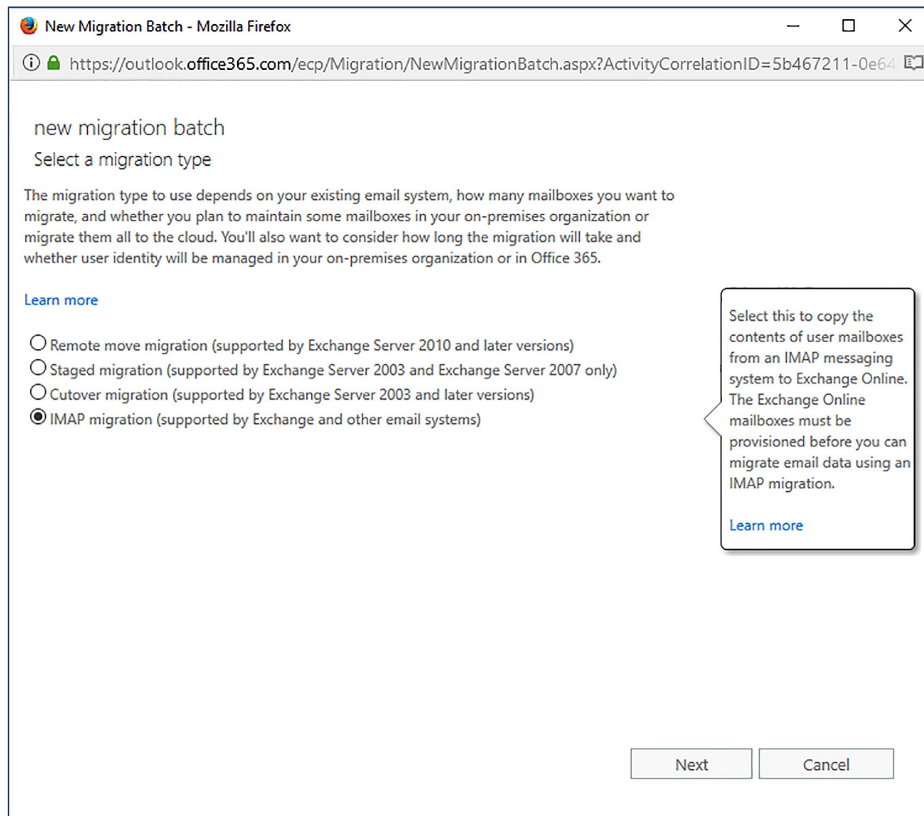 New Migration Batch - Mozilla Firefox
https://outlook.office365.com/ecp/Migration/NewMigrationBatch.aspx?ActivityCorrelationID=5b467211-0e64
new migration batch
Select a migration type
The migration type to use depends on your existing email system, how many mailboxes you want to
migrate, and whether you plan to maintain some mailboxes in your on-premises organization or
migrate them all to the cloud. You'll also want to consider how long the migration will take and
whether user identity will be managed in your on-premises organization or in Office 365.
Learn more
Remote move migration (supported by Exchange Server 2010 and later versions)
Staged migration (supported by Exchange Server 2003 and Exchange Server 2007 only)
Cutover migration (supported by Exchange Server 2003 and later versions)
IMAP migration (supported by Exchange and other email systems)
Select this to copy the
contents of user mailboxes
from an IMAP messaging
system to Exchange Online.
The Exchange Online
mailboxes must be
provisioned before you can
migrate email data using an
IMAP migration.
Learn more
Next
Cancel